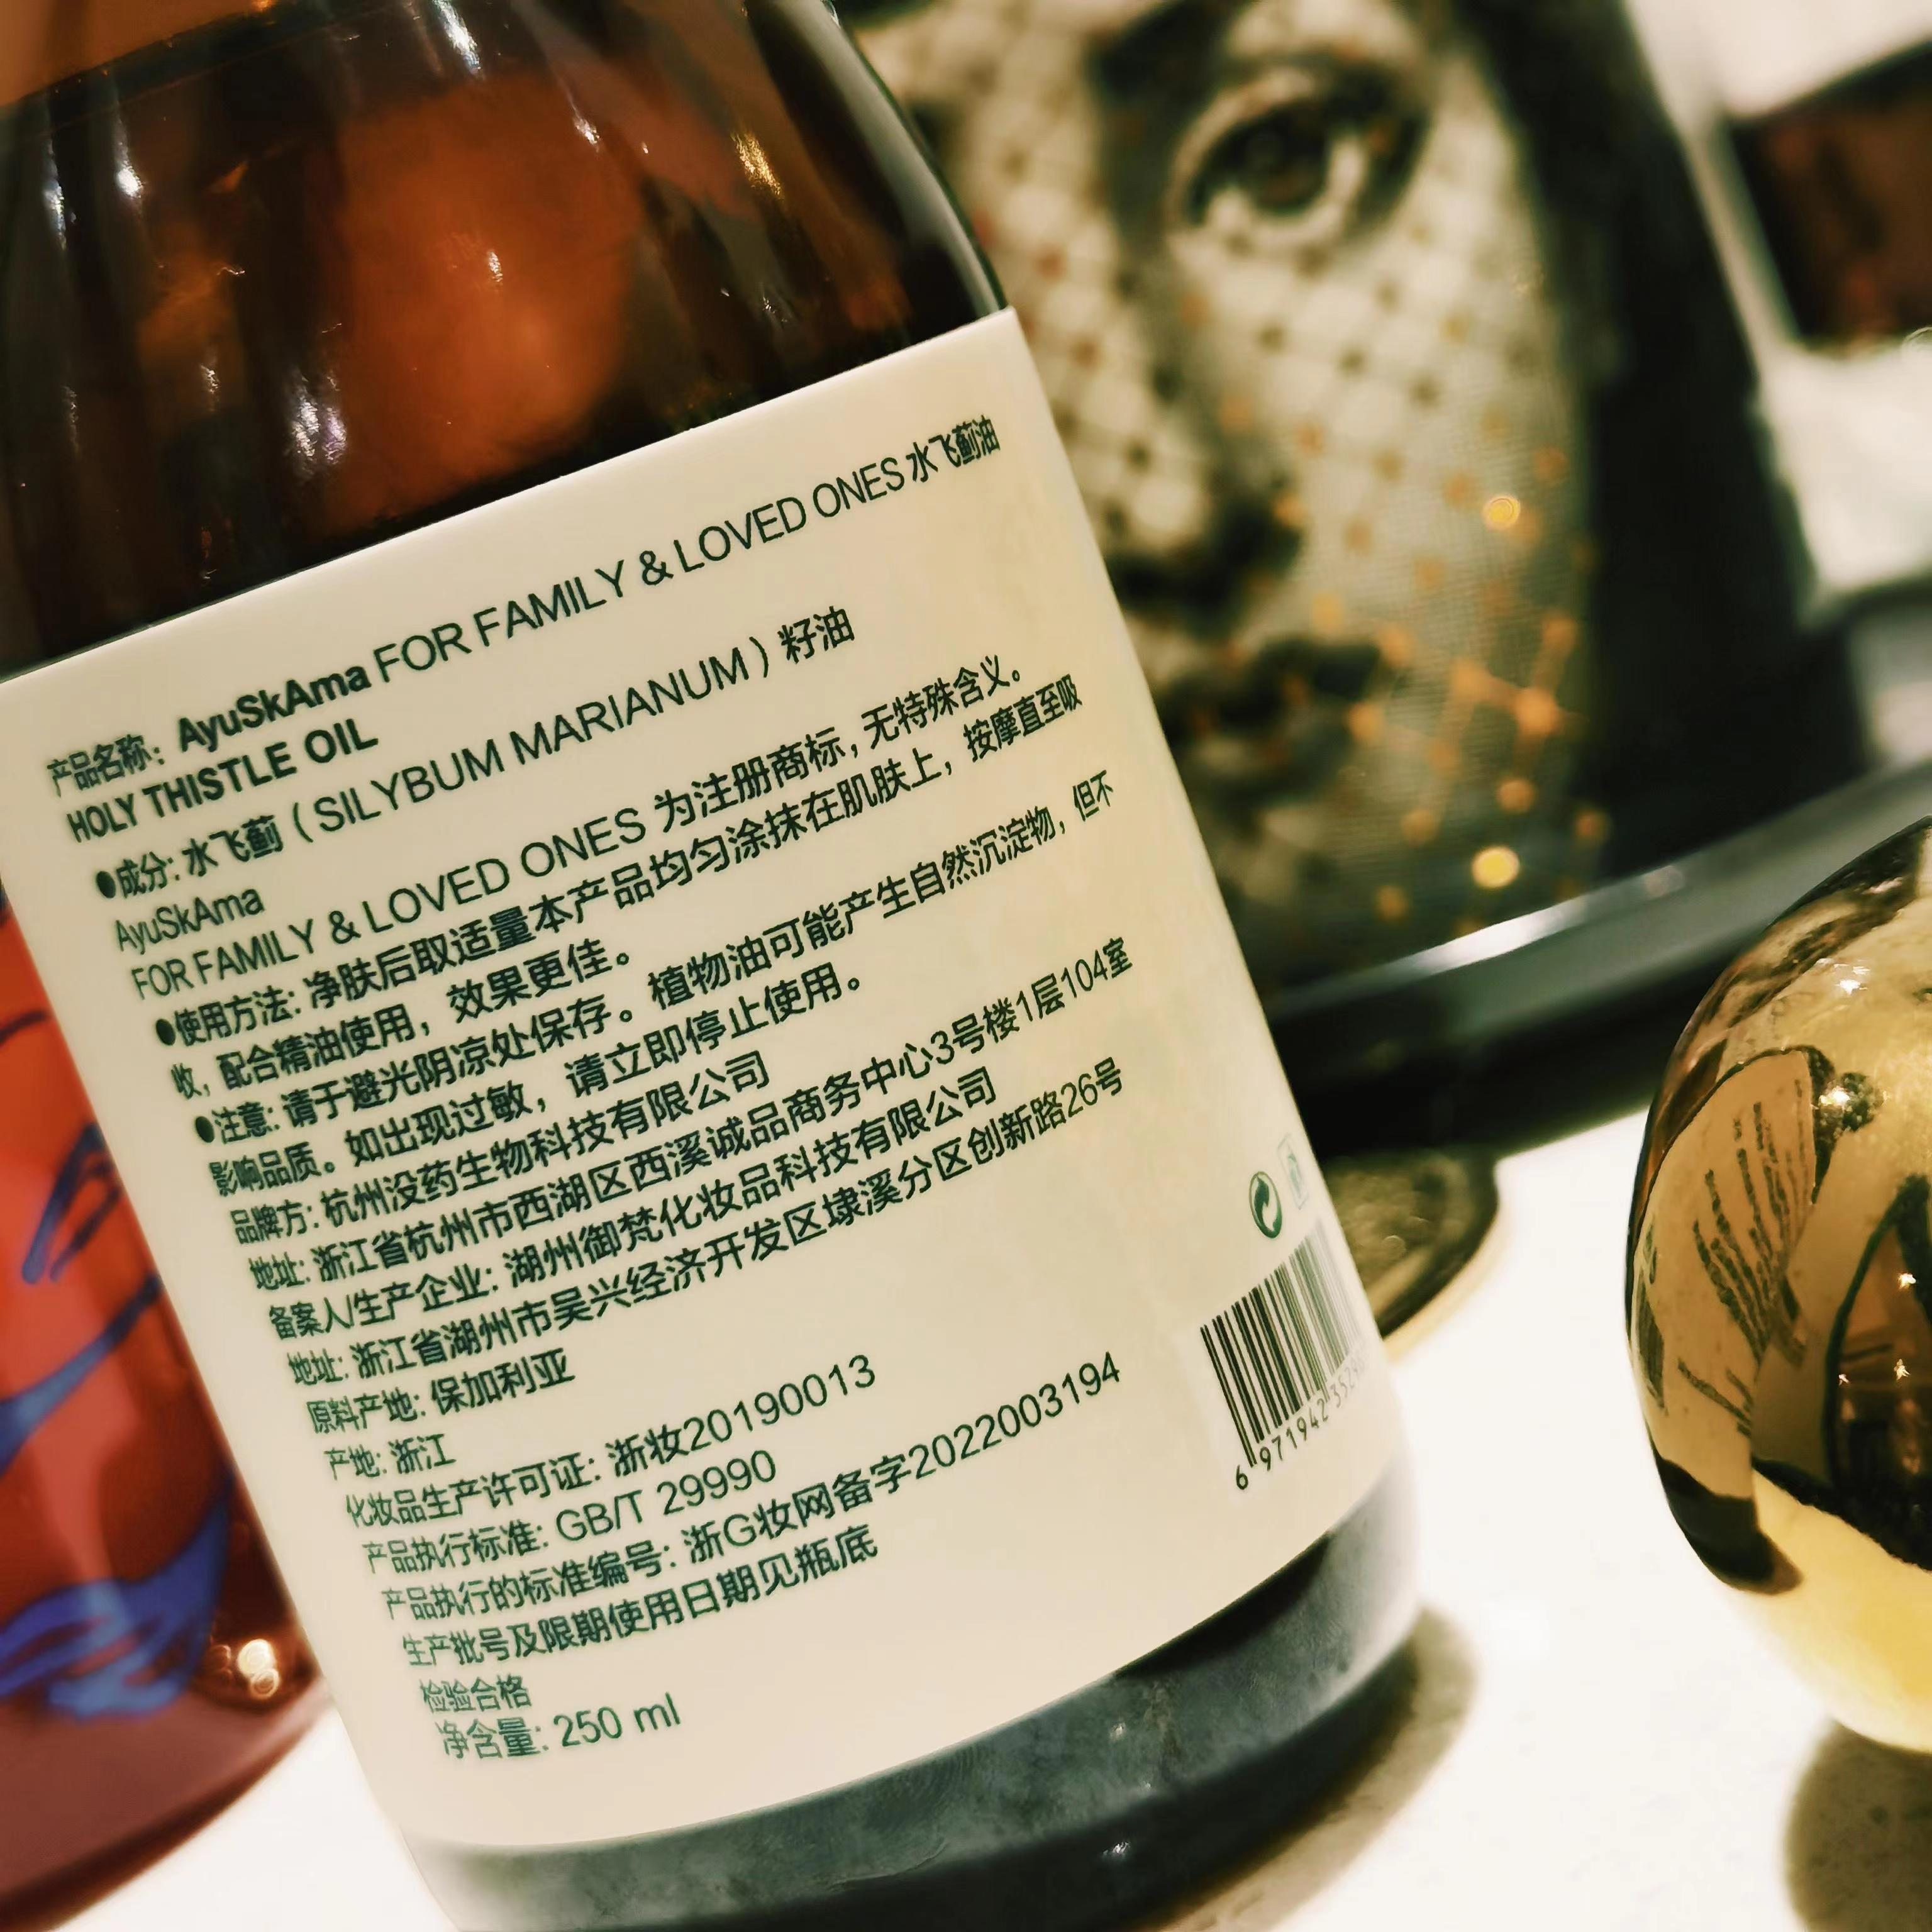 产品名称：AyuSkAma FOR FAMILY & LOVED ONES 水飞蓟油
HOLY THISTLE OIL
●成分: 水飞蓟（SILYBUM MARIANUM）籽油
AyuSkAma
FOR FAMILY & LOVED ONES 为注册商标，无特殊含义。
●使用方法: 净肤后取适量本产品均匀涂抹在肌肤上，按摩直至吸
收，配合精油使用，效果更佳。
●注意: 请于避光阴凉处保存。植物油可能产生自然沉淀物，但不
影响品质。如出现过敏，请立即停止使用。
品牌方: 杭州没药生物科技有限公司
地址: 浙江省杭州市西湖区西溪诚品商务中心3号楼1层104室
备案人/生产企业: 湖州御梵化妆品科技有限公司
地址: 浙江省湖州市吴兴经济开发区埭溪分区创新路26号
原料产地: 保加利亚
产地: 浙江
化妆品生产许可证: 浙妆20190013
产品执行标准: GB/T 29990
产品执行的标准编号: 浙G妆网备字2022003194
生产批号及限期使用日期见瓶底
检验合格
净含量: 250 ml
6 971942